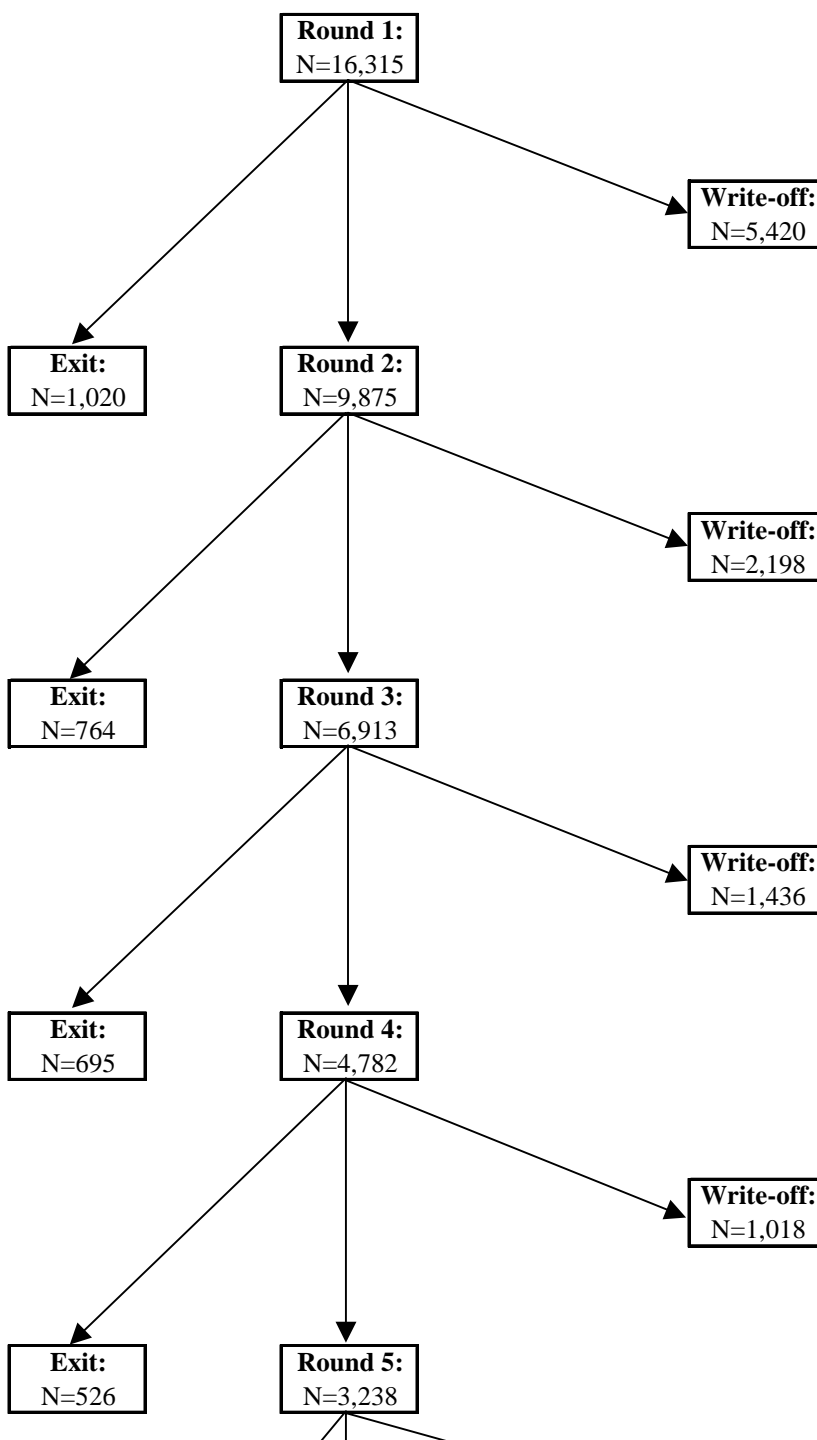 Round 1:
N=16,315
Write-off:
N=5,420
Exit:
N=1,020
Round 2:
N=9,875
Write-off:
N=2,198
Exit:
N=764
Round 3:
N=6,913
Write-off:
N=1,436
Exit:
N=695
Round 4:
N=4,782
Write-off:
N=1,018
Exit:
N=526
Round 5:
N=3,238